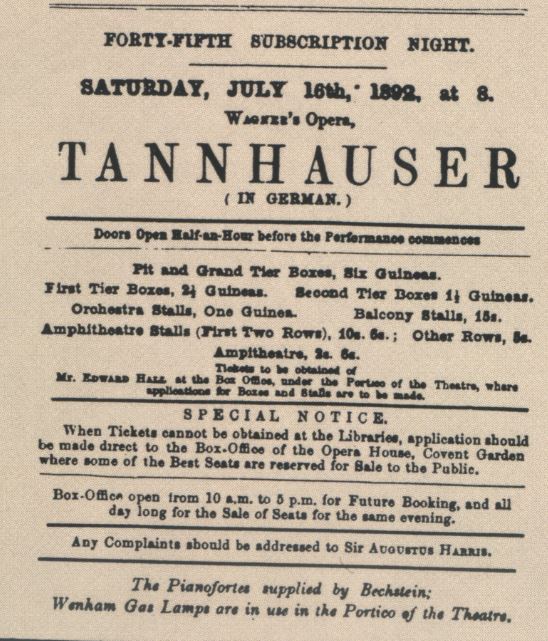 FORTY-FIFTH SUBSCRIPTION NIGHT.
SATURDAY, JULY 16th, 1892, at 8.
WAGNER'S Opera,
TANNHAUSER
( IN GERMAN. )
Doors Open Half-an-Hour before the Performance commences
Pit and Grand Tier Boxes, Six Guineas.
First Tier Boxes, 2½ Guineas. Second Tier Boxes 1½ Guineas.
Orchestra Stalls, One Guinea. Balcony Stalls, 15s.
Amphitheatre Stalls (First Two Rows), 10s. 6s.; Other Rows, 5s.
Ampitheatre, 2s. 6s.
Tickets to be obtained of
Mr. EDWARD HALL at the Box Office, under the Portico of the Theatre, where
applications for Boxes and Stalls are to be made.
SPECIAL NOTICE.
When Tickets cannot be obtained at the Libraries, application should
be made direct to the Box-Office of the Opera House, Covent Garden
where some of the Best Seats are reserved for Sale to the Public.
Box-Office open from 10 a.m. to 5 p.m. for Future Booking, and all
day long for the Sale of Seats for the same evening.
Any Complaints should be addressed to Sir AUGUSTUS HARRIS.
The Pianofortes supplied by Bechstein;
Wenham Gas Lamps are in use in the Portico of the Theatre.